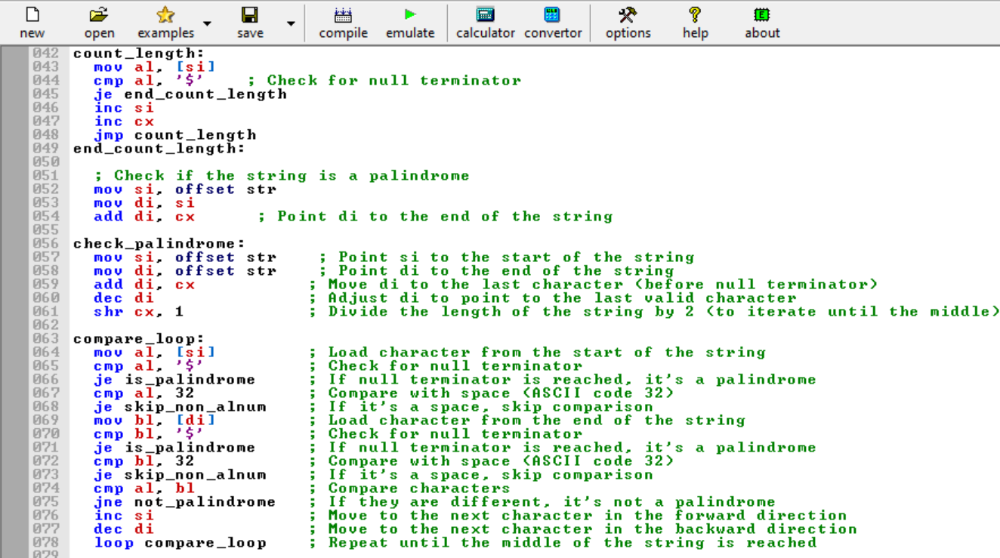 new open examples save compile emulate calculator convertor options help about
042 count_length:
043 mov al, [si]
044 cmp al, '$' ; Check for null terminator
045 je end_count_length
046 inc si
047 inc cx
048 jmp count_length
049 end_count_length:
050
051 ; Check if the string is a palindrome
052 mov si, offset str
053 mov di, si
054 add di, cx ; Point di to the end of the string
055
056 check_palindrome:
057 mov si, offset str ; Point si to the start of the string
058 mov di, offset str ; Point di to the end of the string
059 add di, cx ; Move di to the last character (before null terminator)
060 dec di ; Adjust di to point to the last valid character
061 shr cx, 1 ; Divide the length of the string by 2 (to iterate until the middle)
062
063 compare_loop:
064 mov al, [si] ; Load character from the start of the string
065 cmp al, '$' ; Check for null terminator
066 je is_palindrome ; If null terminator is reached, it's a palindrome
067 cmp al, 32 ; Compare with space (ASCII code 32)
068 je skip_non_alnum ; If it's a space, skip comparison
069 mov bl, [di] ; Load character from the end of the string
070 cmp bl, '$' ; Check for null terminator
071 je is_palindrome ; If null terminator is reached, it's a palindrome
072 cmp bl, 32 ; Compare with space (ASCII code 32)
073 je skip_non_alnum ; If it's a space, skip comparison
074 cmp al, bl ; Compare characters
075 jne not_palindrome ; If they are different, it's not a palindrome
076 inc si ; Move to the next character in the forward direction
077 dec di ; Move to the next character in the backward direction
078 loop compare_loop ; Repeat until the middle of the string is reached
079